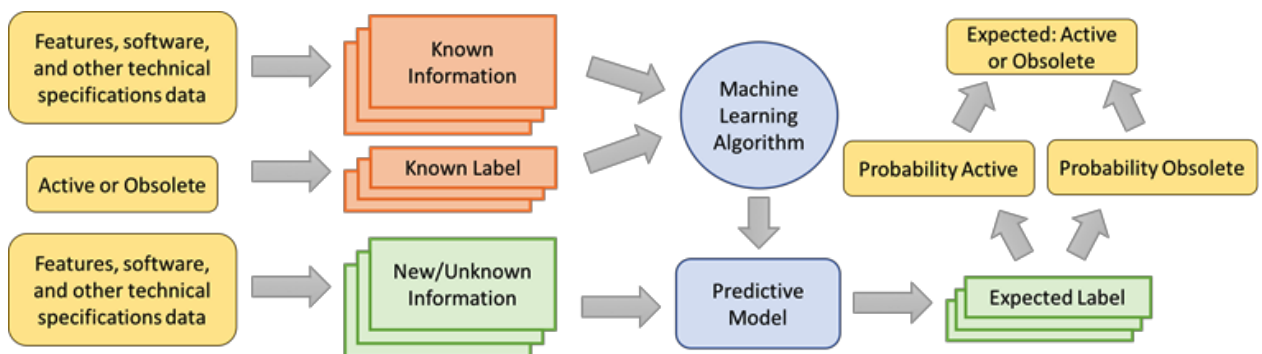 Features, software,
and other technical
specifications data
Known
Information
Machine
Learning
Algorithm
Expected: Active
or Obsolete
Active or Obsolete
Known Label
Probability Active
Probability Obsolete
Features, software,
and other technical
specifications data
New/Unknown
Information
Predictive
Model
Expected Label